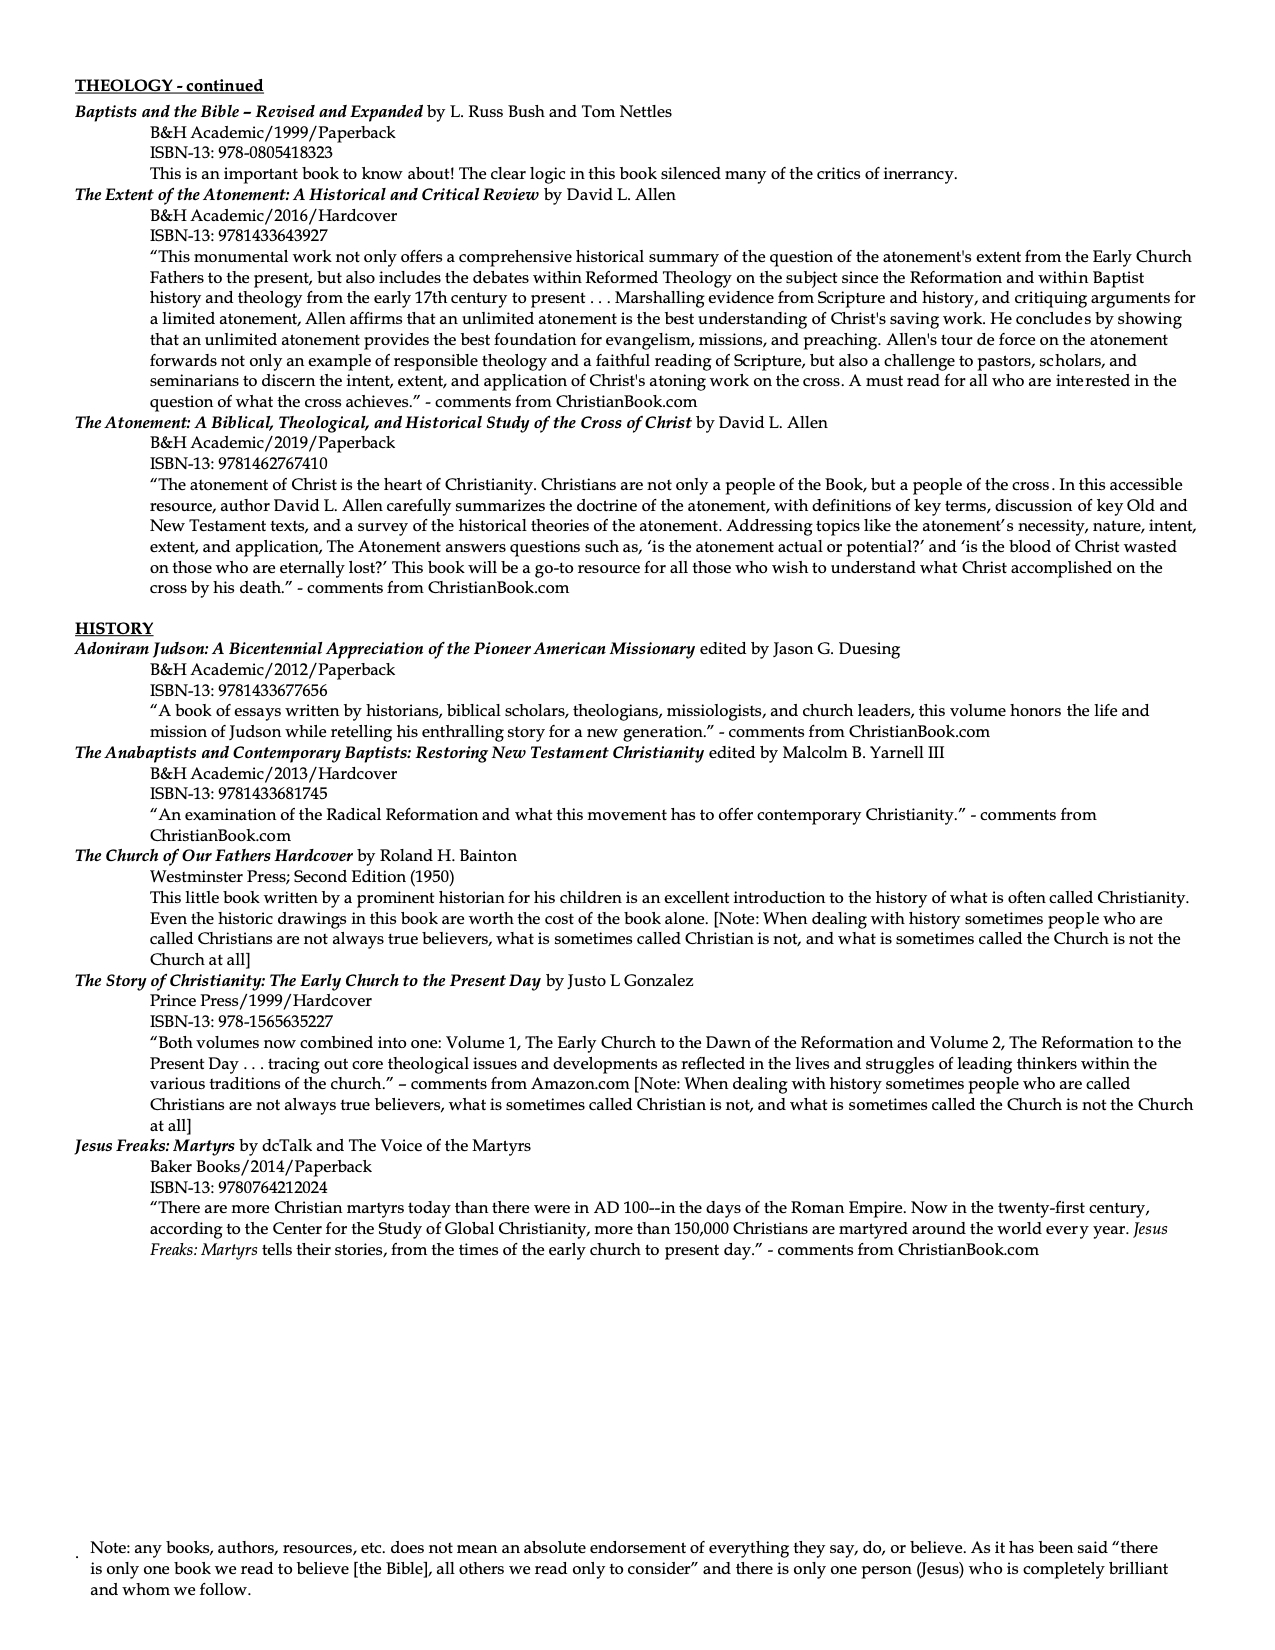 THEOLOGY - continued
Baptists and the Bible – Revised and Expanded by L. Russ Bush and Tom Nettles
B&H Academic/1999/Paperback
ISBN-13: 978-0805418323
This is an important book to know about! The clear logic in this book silenced many of the critics of inerrancy.
The Extent of the Atonement: A Historical and Critical Review by David L. Allen
B&H Academic/2016/Hardcover
ISBN-13: 9781433643927
“This monumental work not only offers a comprehensive historical summary of the question of the atonement's extent from the Early Church
Fathers to the present, but also includes the debates within Reformed Theology on the subject since the Reformation and within Baptist
history and theology from the early 17th century to present . . . Marshalling evidence from Scripture and history, and critiquing arguments for
a limited atonement, Allen affirms that an unlimited atonement is the best understanding of Christ's saving work. He concludes by showing
that an unlimited atonement provides the best foundation for evangelism, missions, and preaching. Allen's tour de force on the atonement
forwards not only an example of responsible theology and a faithful reading of Scripture, but also a challenge to pastors, scholars, and
seminarians to discern the intent, extent, and application of Christ's atoning work on the cross. A must read for all who are interested in the
question of what the cross achieves.” - comments from ChristianBook.com
The Atonement: A Biblical, Theological, and Historical Study of the Cross of Christ by David L. Allen
B&H Academic/2019/Paperback
ISBN-13: 9781462767410
“The atonement of Christ is the heart of Christianity. Christians are not only a people of the Book, but a people of the cross. In this accessible
resource, author David L. Allen carefully summarizes the doctrine of the atonement, with definitions of key terms, discussion of key Old and
New Testament texts, and a survey of the historical theories of the atonement. Addressing topics like the atonement’s necessity, nature, intent,
extent, and application, The Atonement answers questions such as, ‘is the atonement actual or potential?’ and ‘is the blood of Christ wasted
on those who are eternally lost?’ This book will be a go-to resource for all those who wish to understand what Christ accomplished on the
cross by his death.” - comments from ChristianBook.com
HISTORY
Adoniram Judson: A Bicentennial Appreciation of the Pioneer American Missionary edited by Jason G. Duesing
B&H Academic/2012/Paperback
ISBN-13: 9781433677656
“A book of essays written by historians, biblical scholars, theologians, missiologists, and church leaders, this volume honors the life and
mission of Judson while retelling his enthralling story for a new generation.” - comments from ChristianBook.com
The Anabaptists and Contemporary Baptists: Restoring New Testament Christianity edited by Malcolm B. Yarnell III
B&H Academic/2013/Hardcover
ISBN-13: 9781433681745
“An examination of the Radical Reformation and what this movement has to offer contemporary Christianity.” - comments from
ChristianBook.com
The Church of Our Fathers Hardcover by Roland H. Bainton
Westminster Press; Second Edition (1950)
This little book written by a prominent historian for his children is an excellent introduction to the history of what is often called Christianity.
Even the historic drawings in this book are worth the cost of the book alone. [Note: When dealing with history sometimes people who are
called Christians are not always true believers, what is sometimes called Christian is not, and what is sometimes called the Church is not the
Church at all]
The Story of Christianity: The Early Church to the Present Day by Justo L Gonzalez
Prince Press/1999/Hardcover
ISBN-13: 978-1565635227
“Both volumes now combined into one: Volume 1, The Early Church to the Dawn of the Reformation and Volume 2, The Reformation to the
Present Day . . . tracing out core theological issues and developments as reflected in the lives and struggles of leading thinkers within the
various traditions of the church.” – comments from Amazon.com [Note: When dealing with history sometimes people who are called
Christians are not always true believers, what is sometimes called Christian is not, and what is sometimes called the Church is not the Church
at all]
Jesus Freaks: Martyrs by dcTalk and The Voice of the Martyrs
Baker Books/2014/Paperback
ISBN-13: 9780764212024
“There are more Christian martyrs today than there were in AD 100--in the days of the Roman Empire. Now in the twenty-first century,
according to the Center for the Study of Global Christianity, more than 150,000 Christians are martyred around the world every year. Jesus
Freaks: Martyrs tells their stories, from the times of the early church to present day.” - comments from ChristianBook.com
. Note: any books, authors, resources, etc. does not mean an absolute endorsement of everything they say, do, or believe. As it has been said “there
is only one book we read to believe [the Bible], all others we read only to consider” and there is only one person (Jesus) who is completely brilliant
and whom we follow.